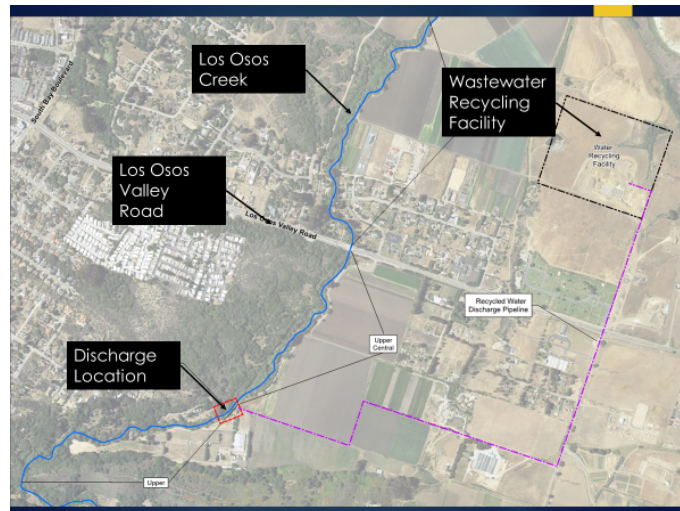 Los Osos
Creek
Wastewater
Recycling
Facility
South Bay Boulevard
Water
Recycling
Facility
Los Osos
Valley
Road
Los Osos Valley Road
Recycled Water
Discharge Pipeline
Upper
Central
Discharge
Location
Upper